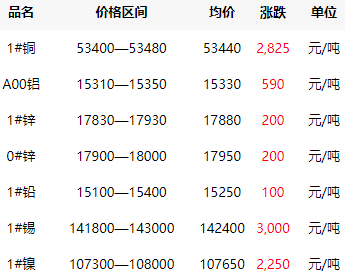 品名 价格区间 均价 涨跌 单位
1#铜 53400—53480 53440 2,825 元/吨
A00铝 15310—15350 15330 590 元/吨
1#锌 17830—17930 17880 200 元/吨
0#锌 17900—18000 17950 200 元/吨
1#铅 15100—15400 15250 100 元/吨
1#锡 141800—143000 142400 3,000 元/吨
1#镍 107300—108000 107650 2,250 元/吨